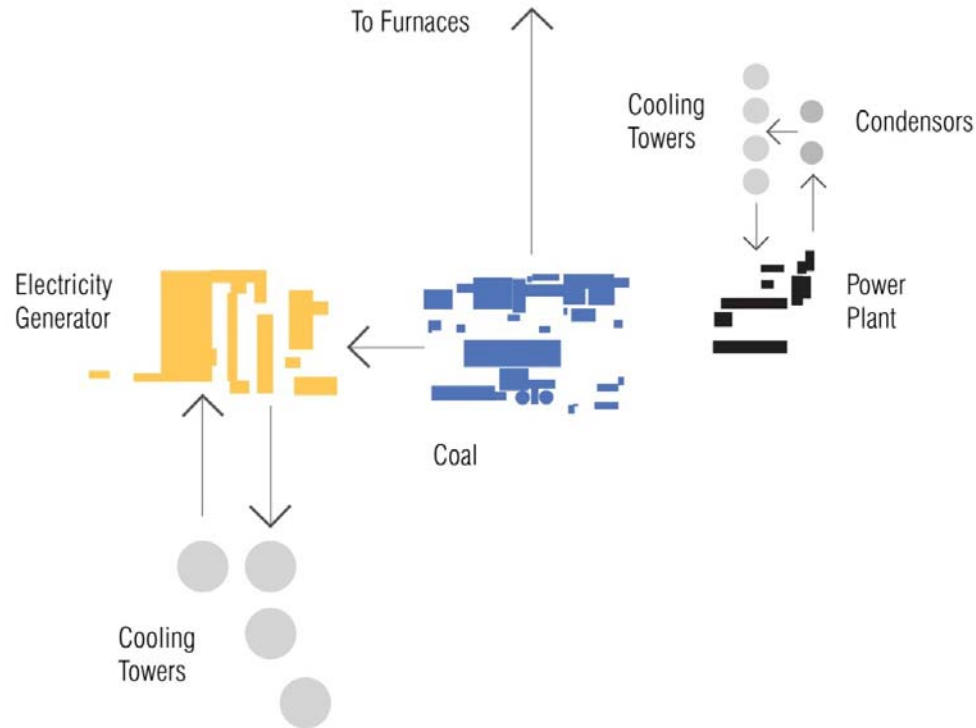 To Furnaces
Cooling
Towers
Condensors
Electricity
Generator
Power
Plant
Coal
Cooling
Towers